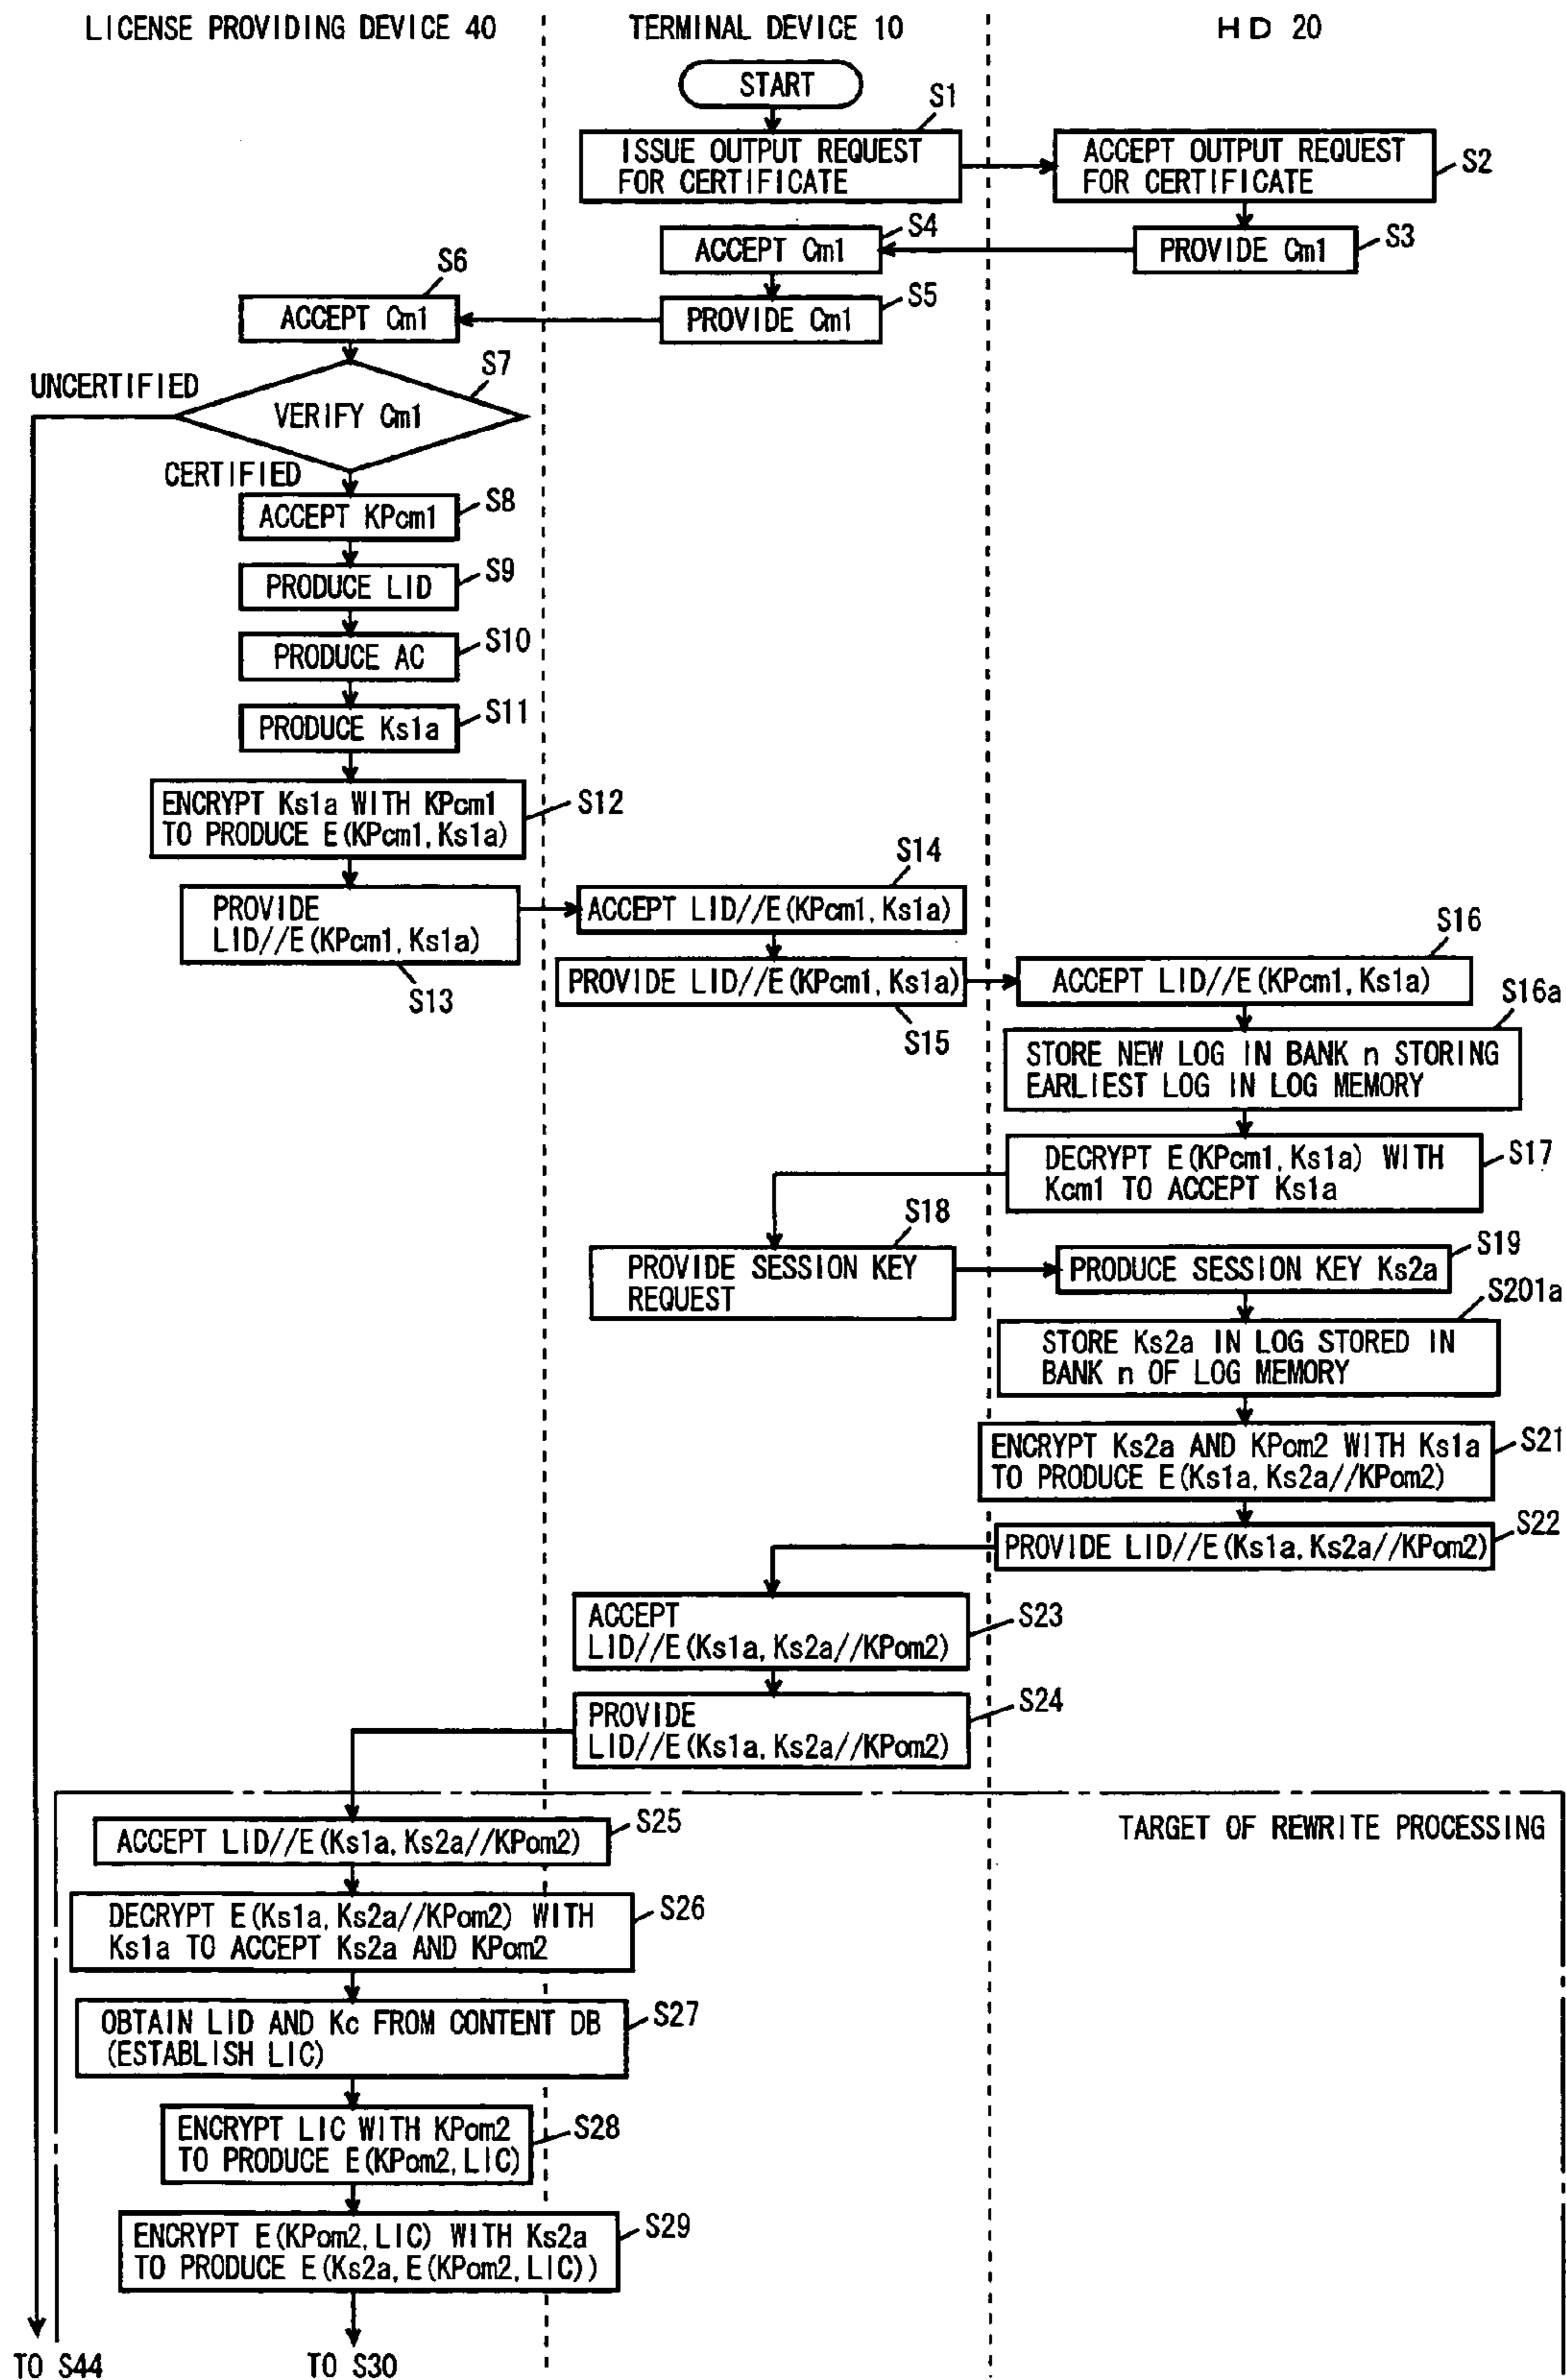 LICENSE PROVIDING DEVICE 40
TERMINAL DEVICE 10
HD 20
START
S1
ISSUE OUTPUT REQUEST
FOR CERTIFICATE
ACCEPT OUTPUT REQUEST
FOR CERTIFICATE
S2
S4
ACCEPT Cm1
PROVIDE Cm1
S3
S6
ACCEPT Cm1
S5
PROVIDE Cm1
UNCERTIFIED
S7
VERIFY Cm1
CERTIFIED
ACCEPT KPcm1
S8
PRODUCE LID
S9
PRODUCE AC
S10
PRODUCE Ks1a
S11
ENCRYPT Ks1a WITH KPcm1
TO PRODUCE E(KPcm1,Ks1a)
S12
PROVIDE
LID//E(KPcm1,Ks1a)
S13
S14
ACCEPT LID//E(KPcm1,Ks1a)
PROVIDE LID//E(KPcm1,Ks1a)
S15
S16
ACCEPT LID//E(KPcm1,Ks1a)
S16a
STORE NEW LOG IN BANK n STORING
EARLIEST LOG IN LOG MEMORY
DECRYPT E(KPcm1,Ks1a) WITH
Kcm1 TO ACCEPT Ks1a
S17
S18
PROVIDE SESSION KEY
REQUEST
PRODUCE SESSION KEY Ks2a
S19
S201a
STORE Ks2a IN LOG STORED IN
BANK n OF LOG MEMORY
ENCRYPT Ks2a AND KPom2 WITH Ks1a
TO PRODUCE E(Ks1a,Ks2a//KPom2)
S21
PROVIDE LID//E(Ks1a,Ks2a//KPom2)
S22
ACCEPT
LID//E(Ks1a,Ks2a//KPom2)
S23
PROVIDE
LID//E(Ks1a,Ks2a//KPom2)
S24
TARGET OF REWRITE PROCESSING
ACCEPT LID//E(Ks1a,Ks2a//KPom2)
S25
DECRYPT E(Ks1a,Ks2a//KPom2) WITH
Ks1a TO ACCEPT Ks2a AND KPom2
S26
OBTAIN LID AND Kc FROM CONTENT DB
(ESTABLISH LIC)
S27
ENCRYPT LIC WITH KPom2
TO PRODUCE E(KPom2,LIC)
S28
ENCRYPT E(KPom2,LIC) WITH Ks2a
TO PRODUCE E(Ks2a,E(KPom2,LIC))
S29
TO S44
TO S30